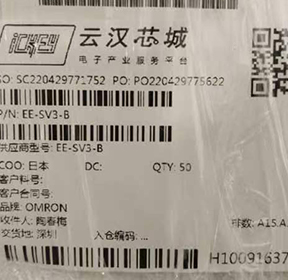 ICKEY 云汉芯城
电子产业服务平台
SO: SC220429771752 PO: PO220429775622
P/N: EE-SV3-B
供应商型号: EE-SV3-B
COO: 日本 DC: QTY: 50
客户料号:
客户合同号:
品牌: OMRON
收件人: 陶春梅
交货地: 深圳 入仓编码: ...
H10091637